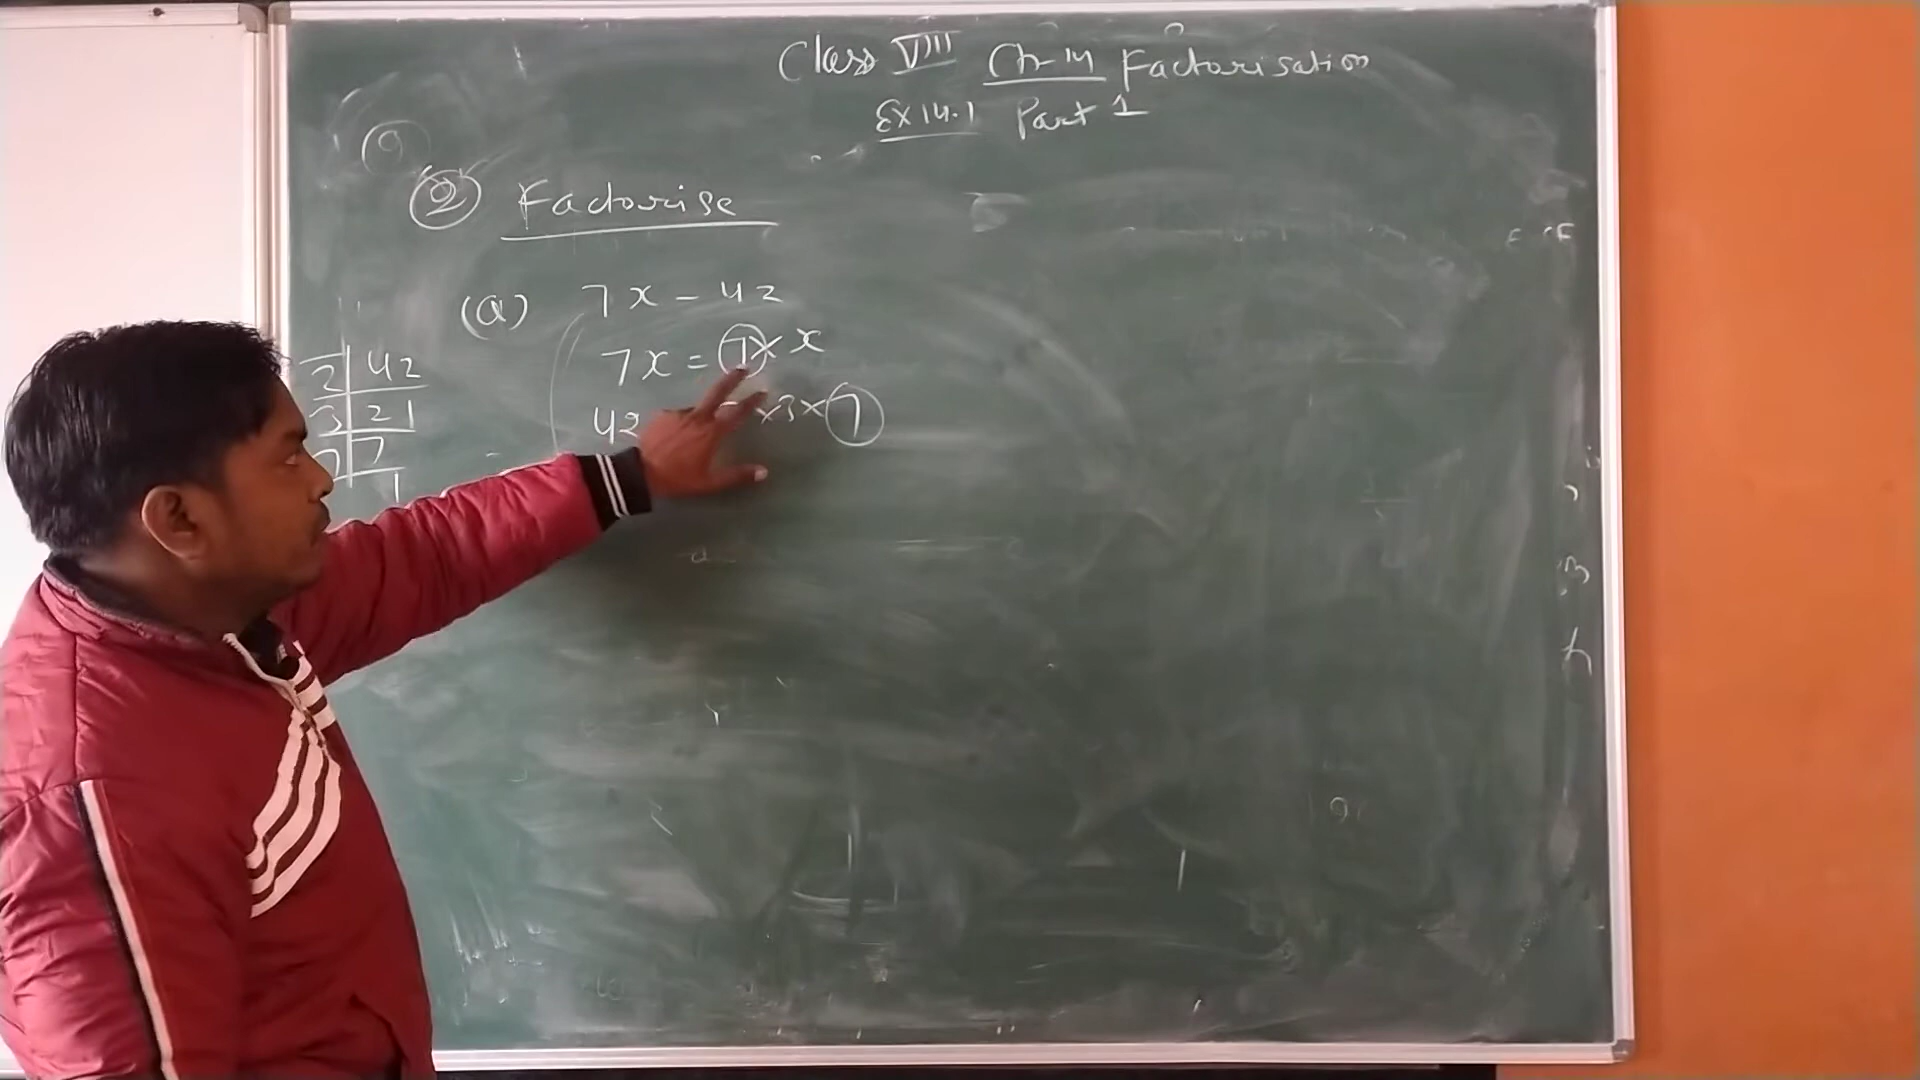 Class VIII Ch-14 Factorisation
Ex 14.1 Part 1
2 Factorise
(a) 7x - 42
7x = 7 × x
42 × 3 × 7
2 | 42
3 | 21
7 | 7
1